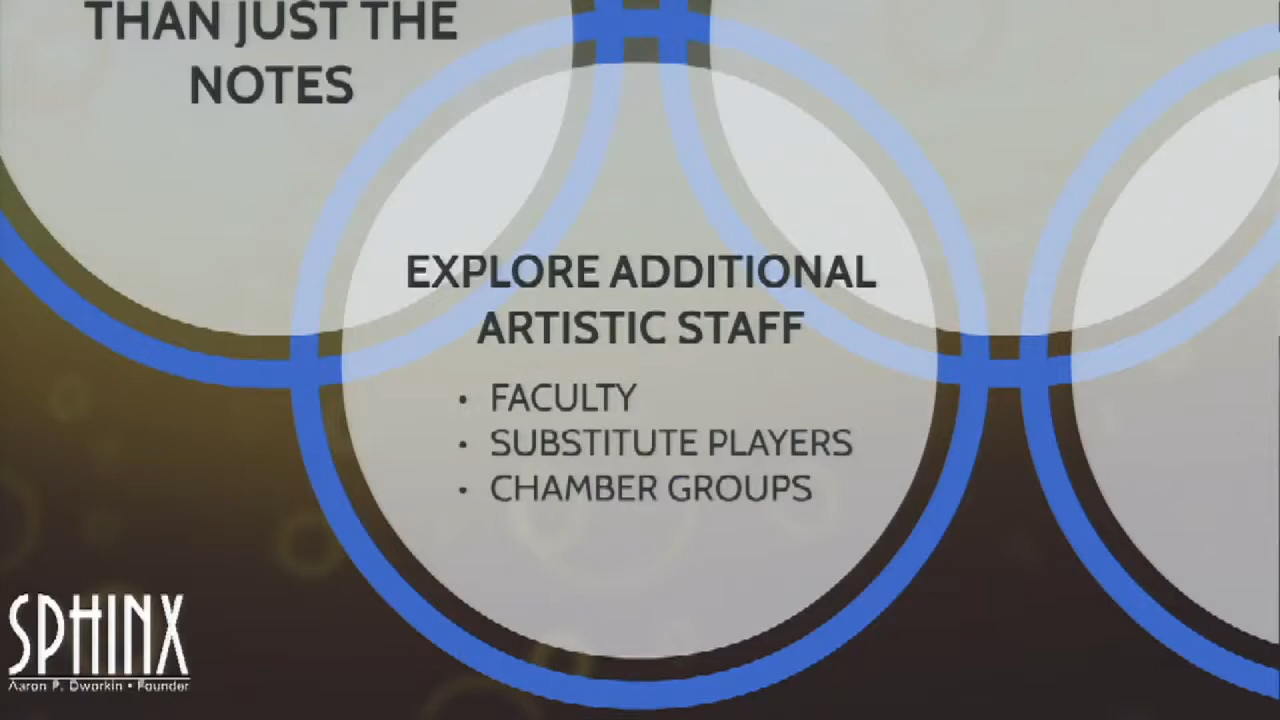 THAN JUST THE
NOTES
EXPLORE ADDITIONAL
ARTISTIC STAFF
• FACULTY
• SUBSTITUTE PLAYERS
• CHAMBER GROUPS
SPHINX
Aaron P. Dworkin • Founder